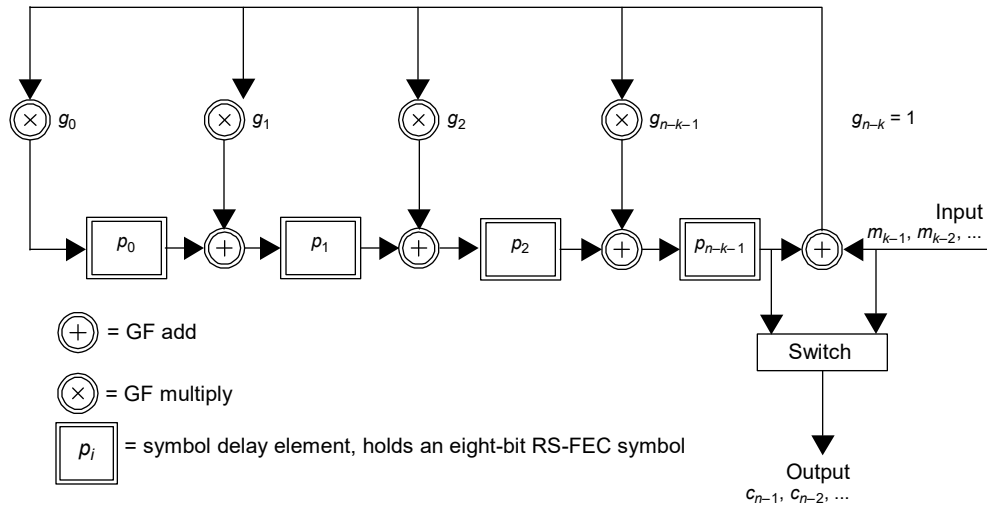 g0
g1
g2
gn–k–1
gn–k = 1
Input
mk–1, mk–2, ...
p0
p1
p2
pn–k–1
= GF add
= GF multiply
pi
= symbol delay element, holds an eight-bit RS-FEC symbol
Switch
Output
cn–1, cn–2, ...